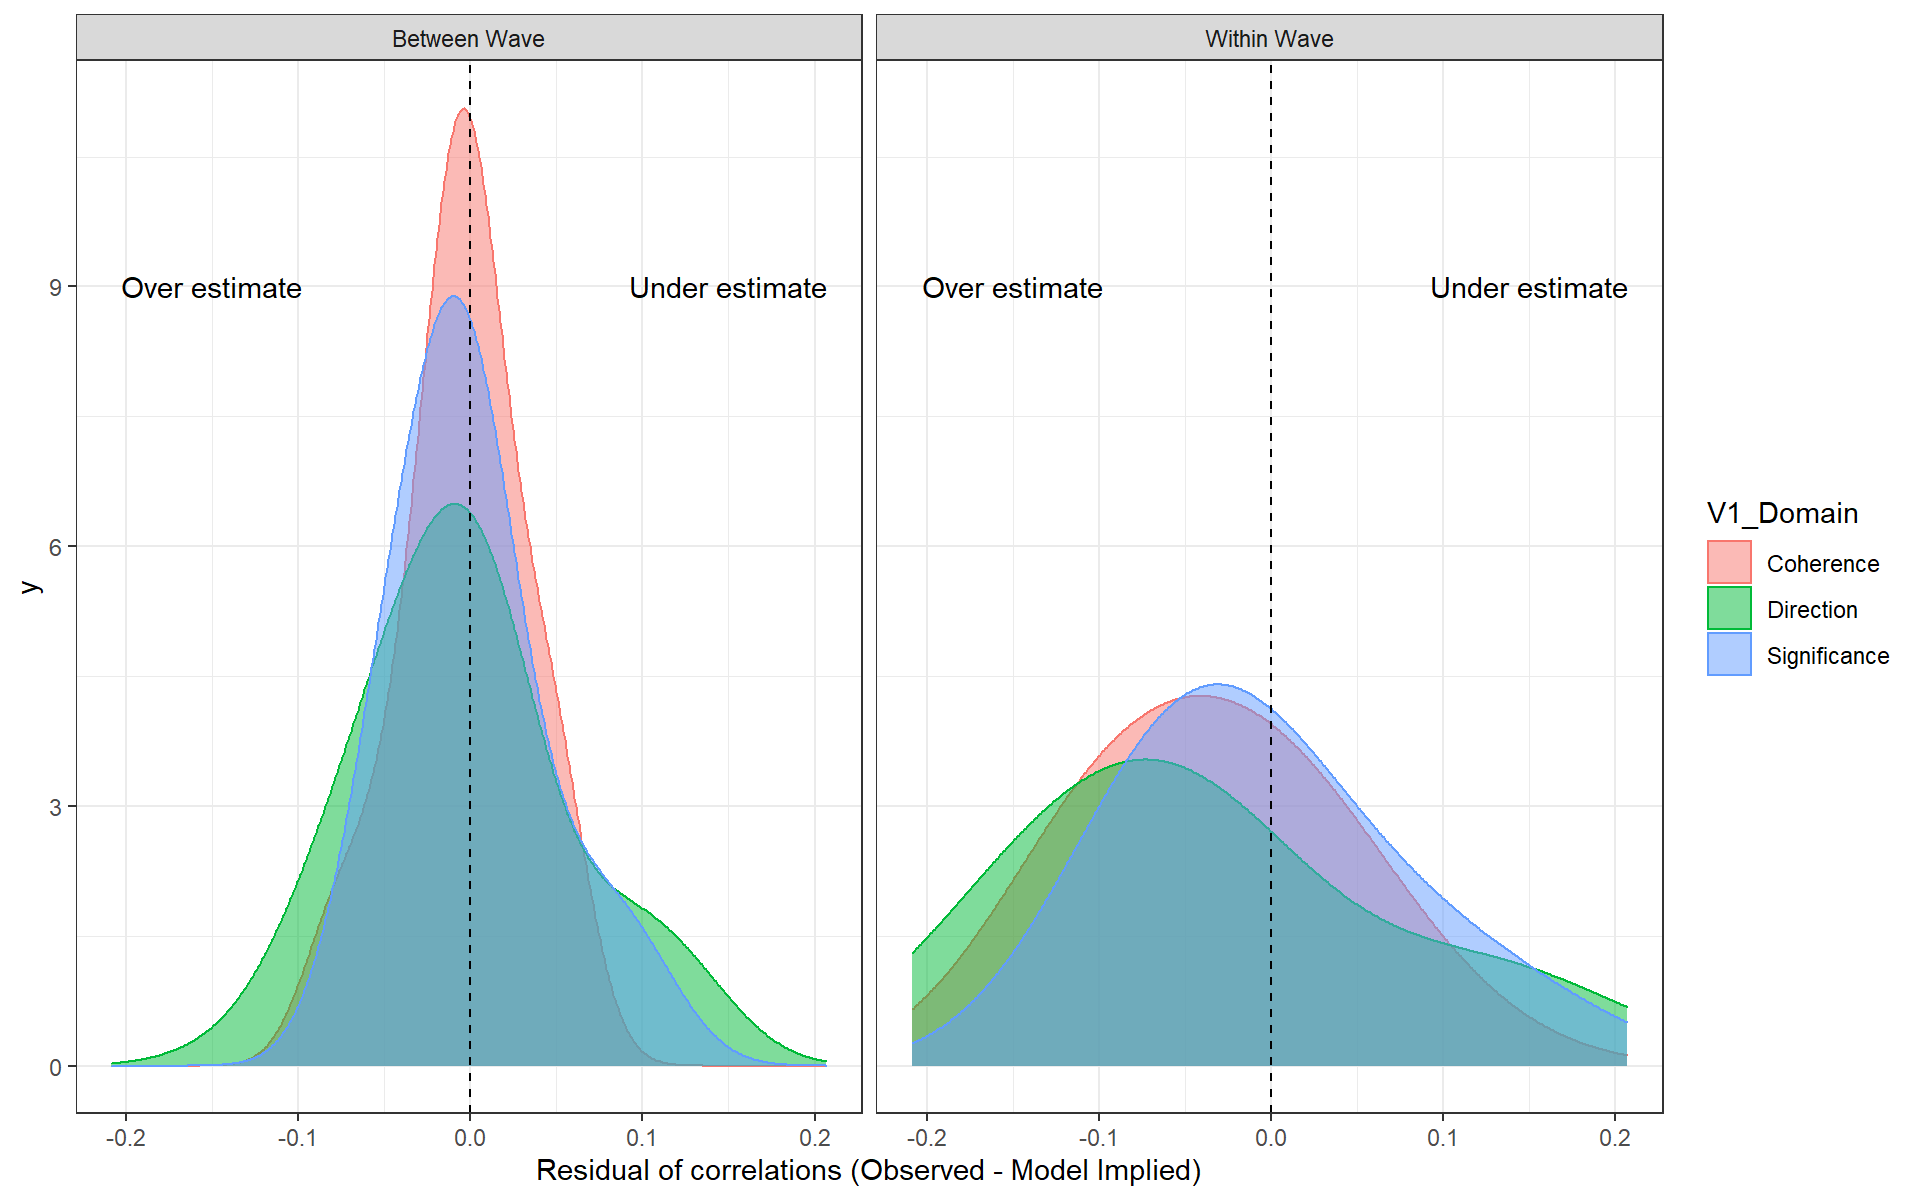 Between Wave
Within Wave
Over estimate
Under estimate
Over estimate
Under estimate
9
6
3
0
y
-0.2
-0.1
0.0
0.1
0.2
-0.2
-0.1
0.0
0.1
0.2
Residual of correlations (Observed - Model Implied)
V1_Domain
Coherence
Direction
Significance